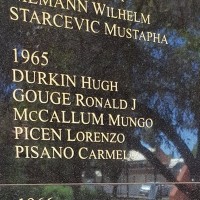 WILHELM
STARCEVIC MUSTAPHA
1965
DURKIN HUGH
GOUGE RONALD J
MCCALLUM MUNGO
PICEN LORENZO
PISANO CARMEL